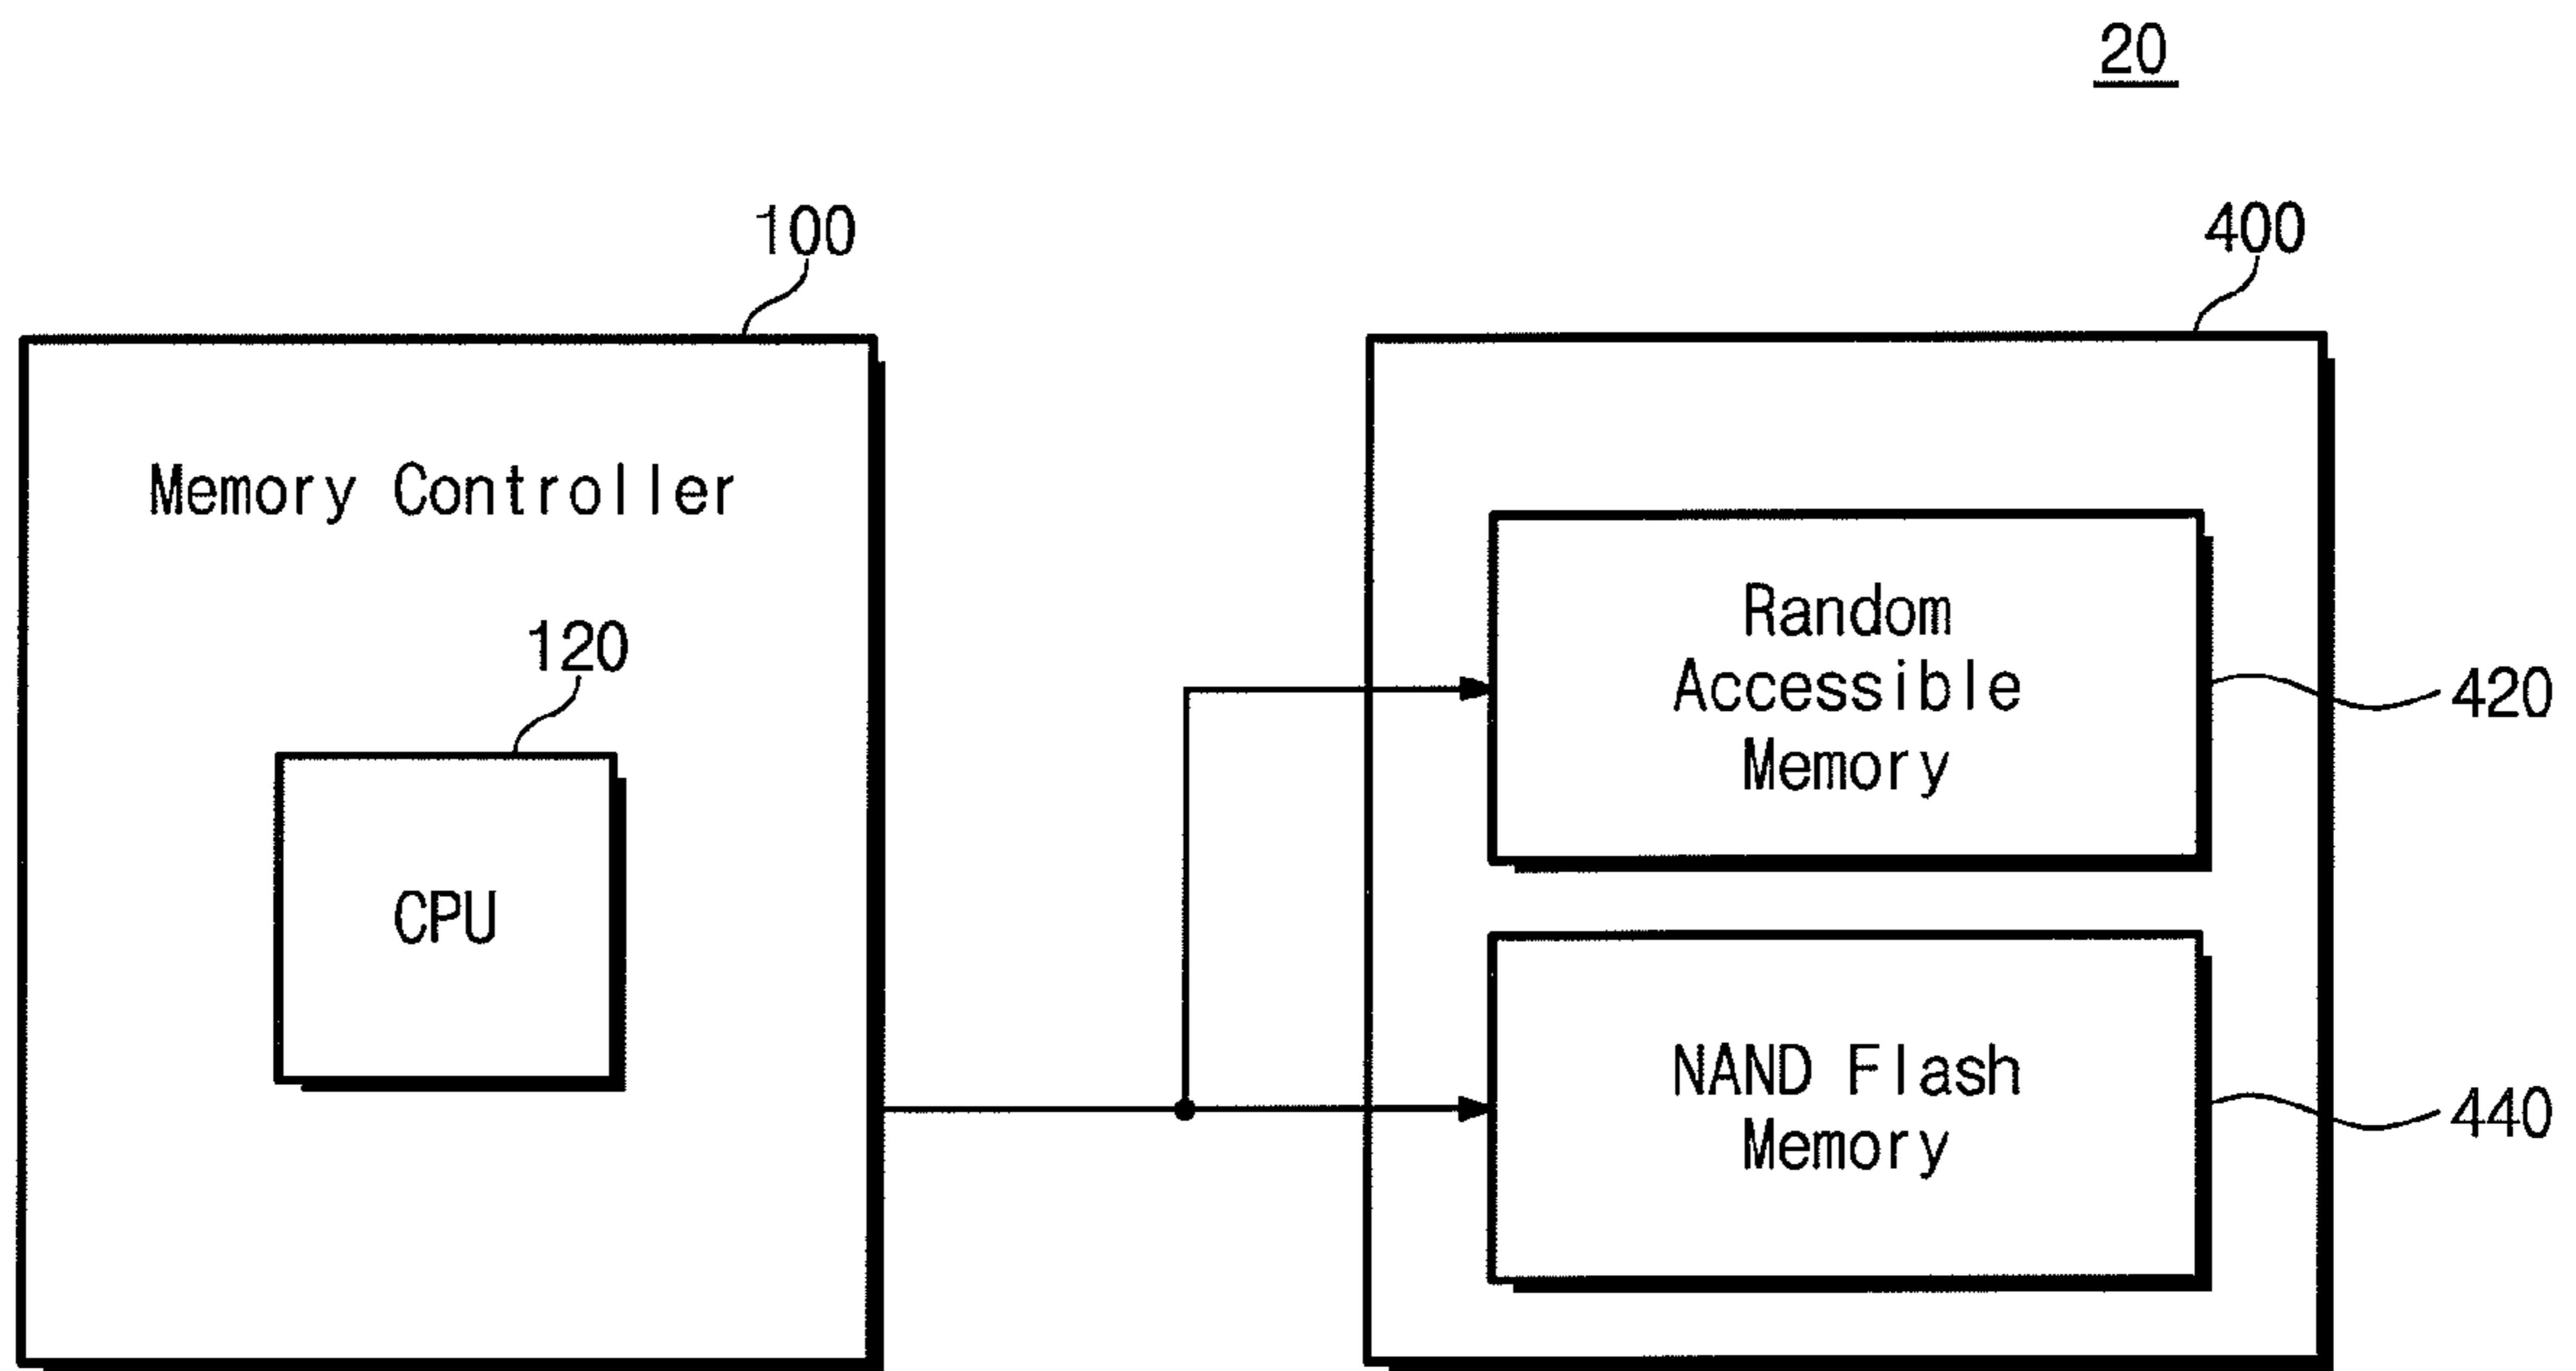 20
100
400
Memory Controller
120
CPU
Random
Accessible
Memory
420
NAND Flash
Memory
440